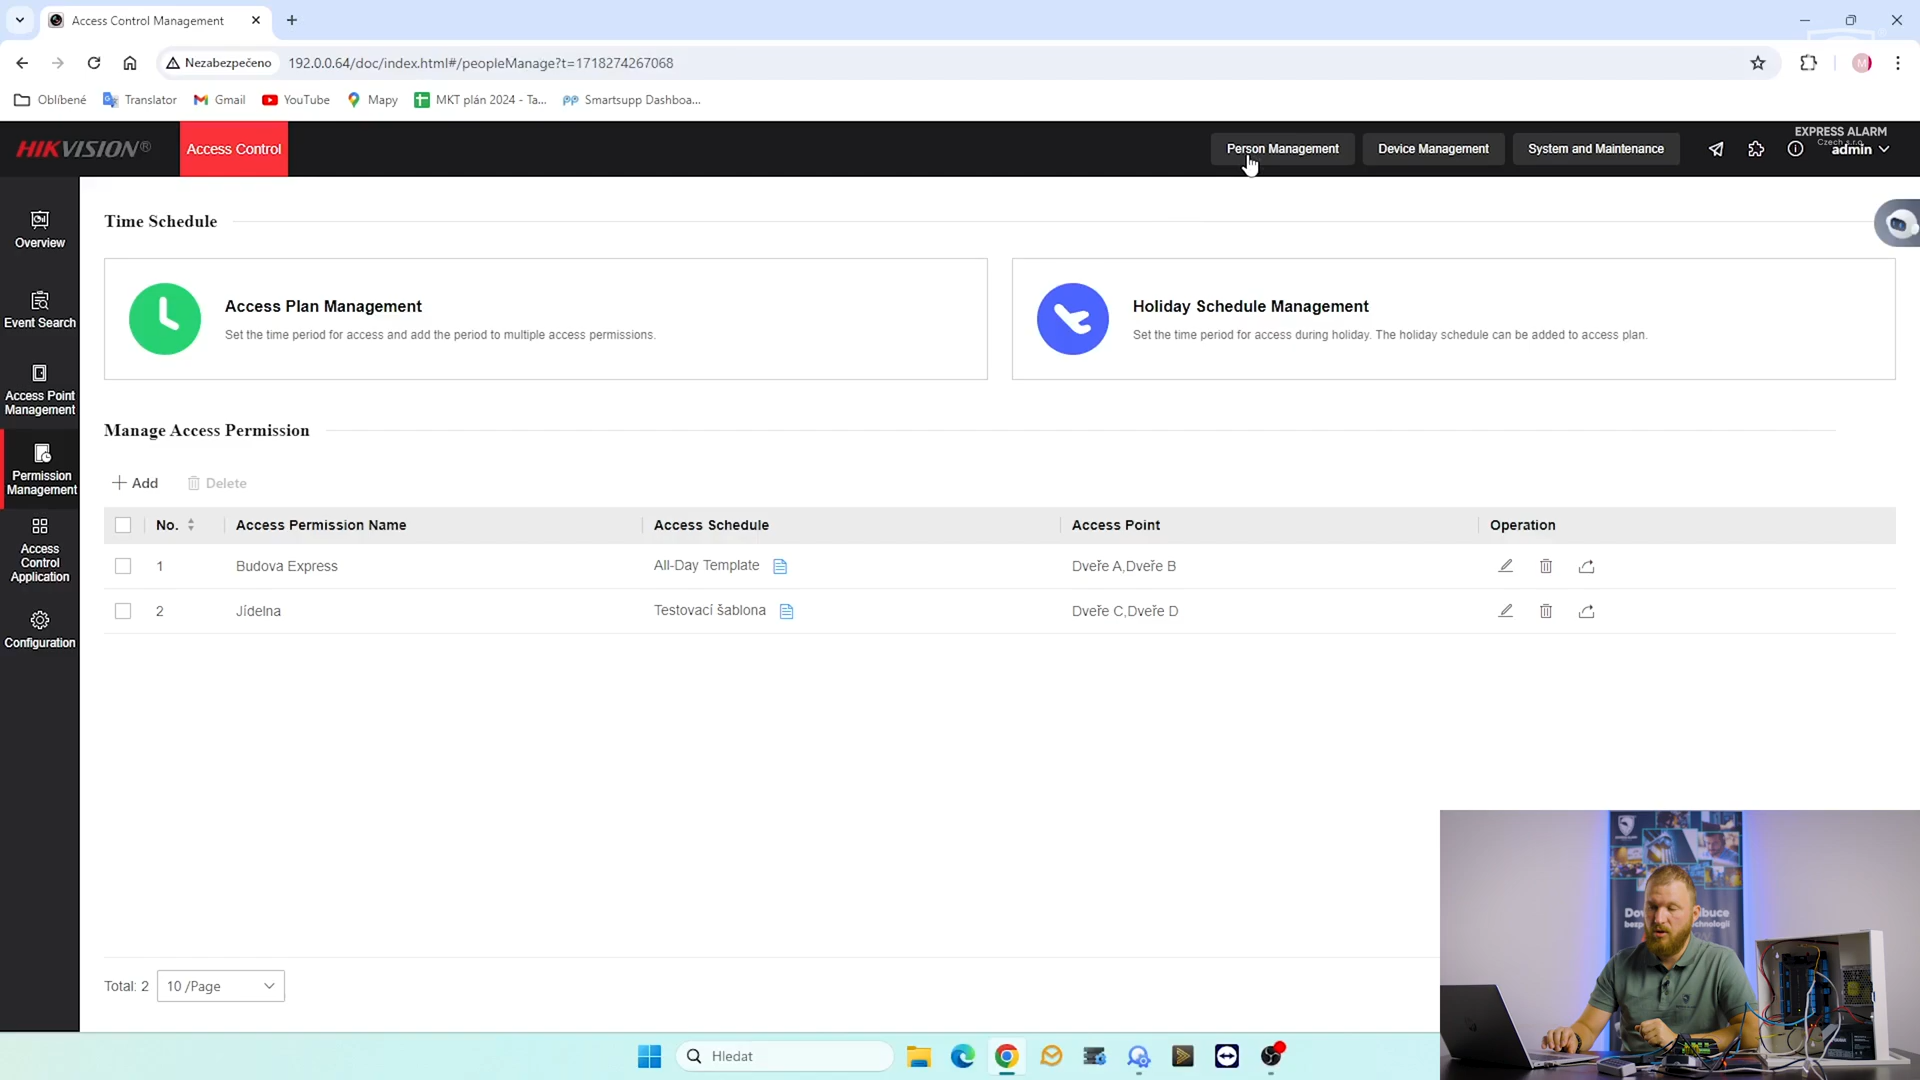 Access Control Management
Nezabezpečeno
192.0.0.64/doc/index.html#/peopleManage?t=1718274267068
M
Oblíbené
Translator
Gmail
YouTube
Mapy
MKT plán 2024 - Ta...
Smartsupp Dashboa...
HIKVISION®
Access Control
Person Management
Device Management
System and Maintenance
EXPRESS ALARM
Czech s.r.o.
admin
Overview
Event Search
Access Point
Management
Permission
Management
Access
Control
Application
Configuration
Time Schedule
Access Plan Management
Set the time period for access and add the period to multiple access permissions.
Holiday Schedule Management
Set the time period for access during holiday. The holiday schedule can be added to access plan.
Manage Access Permission
Add
Delete
No.
Access Permission Name
Access Schedule
Access Point
Operation
1
Budova Express
All-Day Template
Dveře A,Dveře B
2
Jídelna
Testovací šablona
Dveře C,Dveře D
Total: 2
10 /Page
Hledat